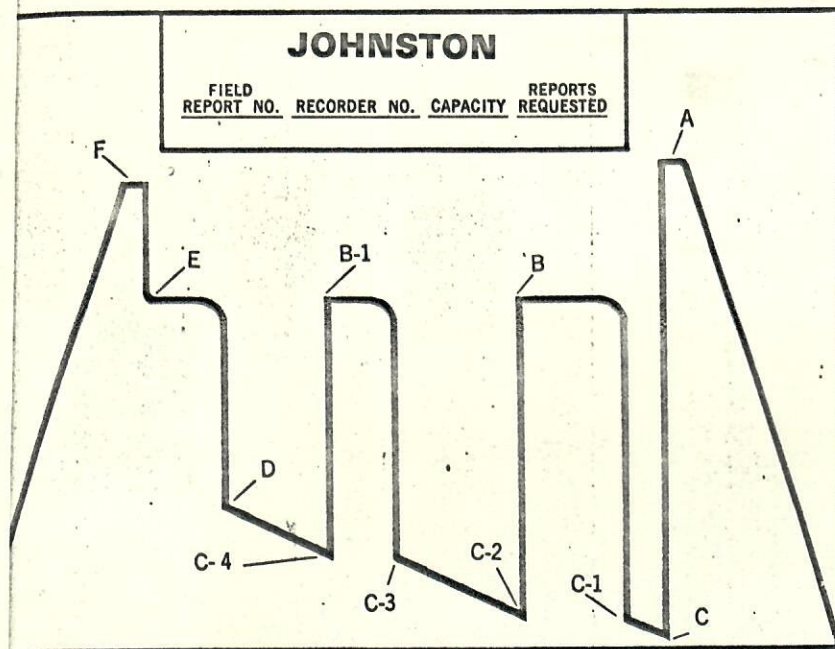 JOHNSTON
FIELD REPORT NO. RECORDER NO. CAPACITY REPORTS REQUESTED
A
F
E
B-1
B
D
C-4
C-3
C-2
C-1
C